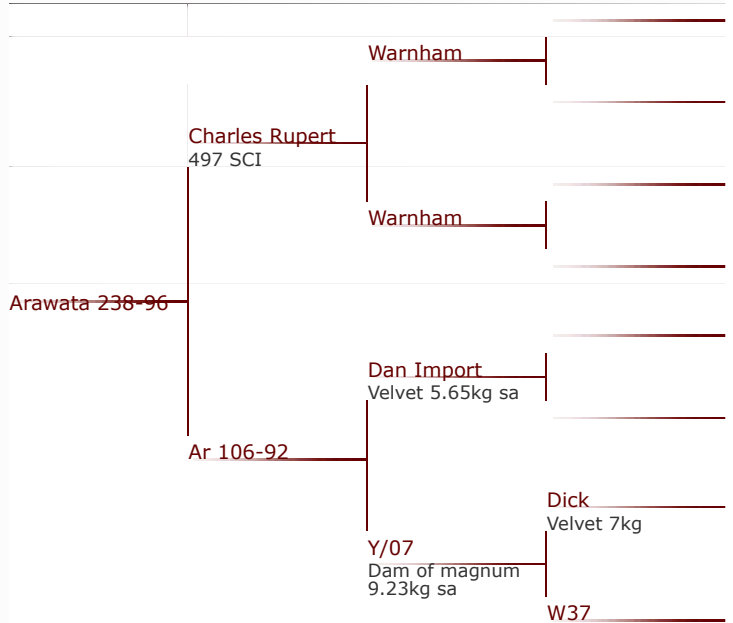 Warnham
Charles Rupert
497 SCI
Warnham
Arawata 238-96
Dan Import
Velvet 5.65kg sa
Ar 106-92
Dick
Velvet 7kg
Y/07
Dam of magnum
9.23kg sa
W37